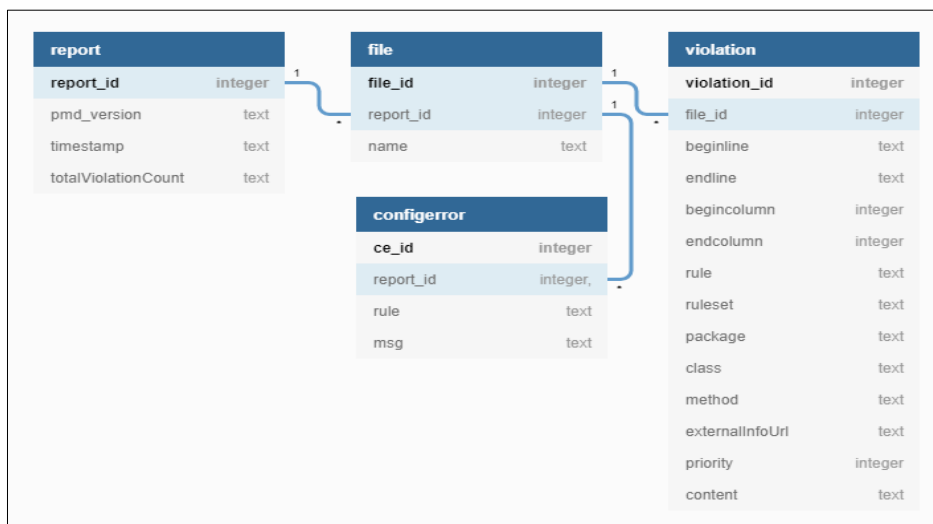 report
report_id integer
pmd_version text
timestamp text
totalViolationCount text
1
*
file
file_id integer
report_id integer
name text
1
1
*
configerror
ce_id integer
report_id integer,
rule text
msg text
*
violation
violation_id integer
file_id integer
beginline text
endline text
begincolumn integer
endcolumn integer
rule text
ruleset text
package text
class text
method text
externalInfoUrl text
priority integer
content text